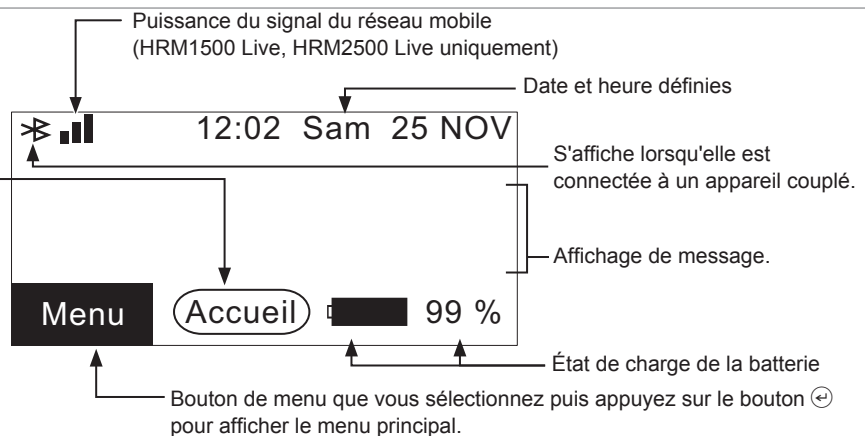 Puissance du signal du réseau mobile
(HRM1500 Live, HRM2500 Live uniquement)
Date et heure définies
12:02 Sam 25 NOV
S'affiche lorsqu'elle est
connectée à un appareil couplé.
Affichage de message.
Menu Accueil 99 %
État de charge de la batterie
Bouton de menu que vous sélectionnez puis appuyez sur le bouton
pour afficher le menu principal.